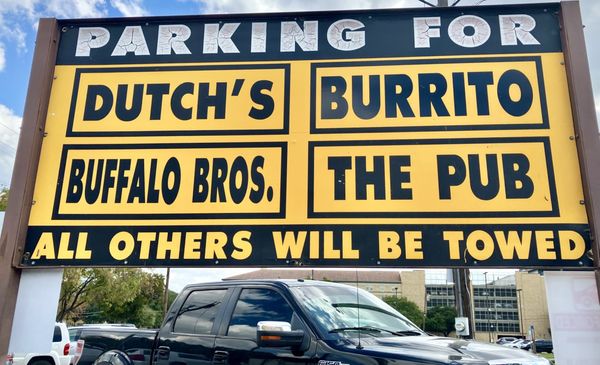 PARKING FOR
DUTCH'S
BURRITO
BUFFALO BROS.
THE PUB
ALL OTHERS WILL BE TOWED